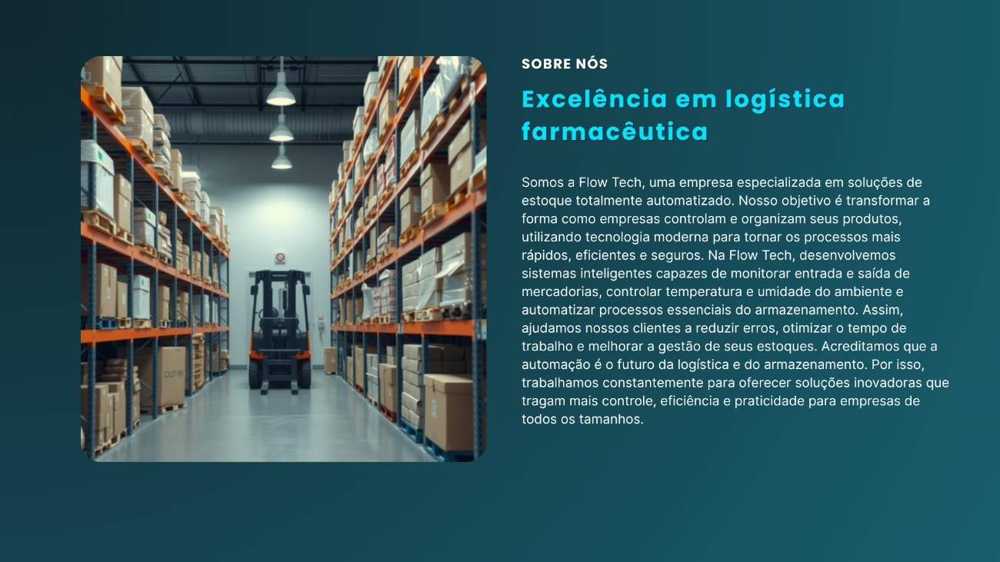 SOBRE NÓS
Excelência em logística
farmacêutica
Somos a Flow Tech, uma empresa especializada em soluções de
estoque totalmente automatizado. Nosso objetivo é transformar a
forma como empresas controlam e organizam seus produtos,
utilizando tecnologia moderna para tornar os processos mais
rápidos, eficientes e seguros. Na Flow Tech, desenvolvemos
sistemas inteligentes capazes de monitorar entrada e saída de
mercadorias, controlar temperatura e umidade do ambiente e
automatizar processos essenciais do armazenamento. Assim,
ajudamos nossos clientes a reduzir erros, otimizar o tempo de
trabalho e melhorar a gestão de seus estoques. Acreditamos que a
automação é o futuro da logística e do armazenamento. Por isso,
trabalhamos constantemente para oferecer soluções inovadoras que
tragam mais controle, eficiência e praticidade para empresas de
todos os tamanhos.